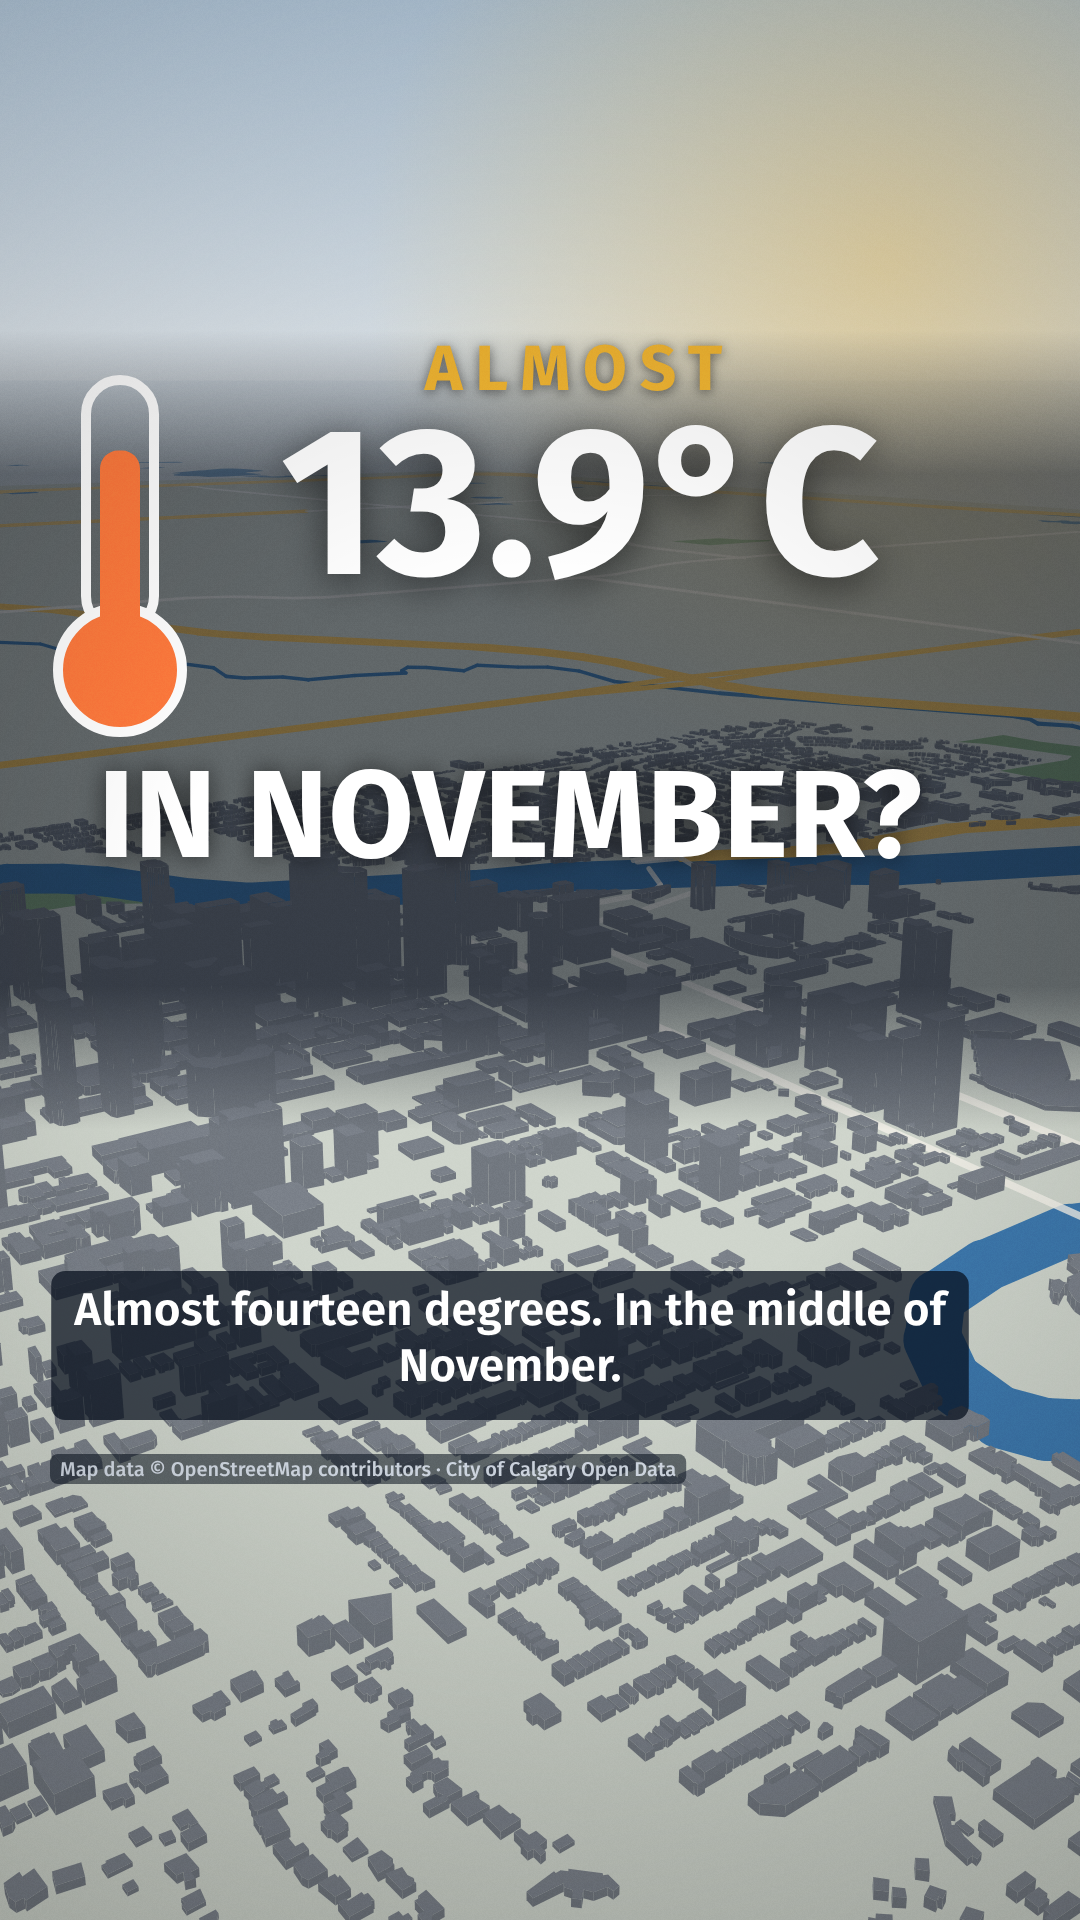 ALMOST
13.9°C
IN NOVEMBER?
Almost fourteen degrees. In the middle of
November.
Map data © OpenStreetMap contributors · City of Calgary Open Data